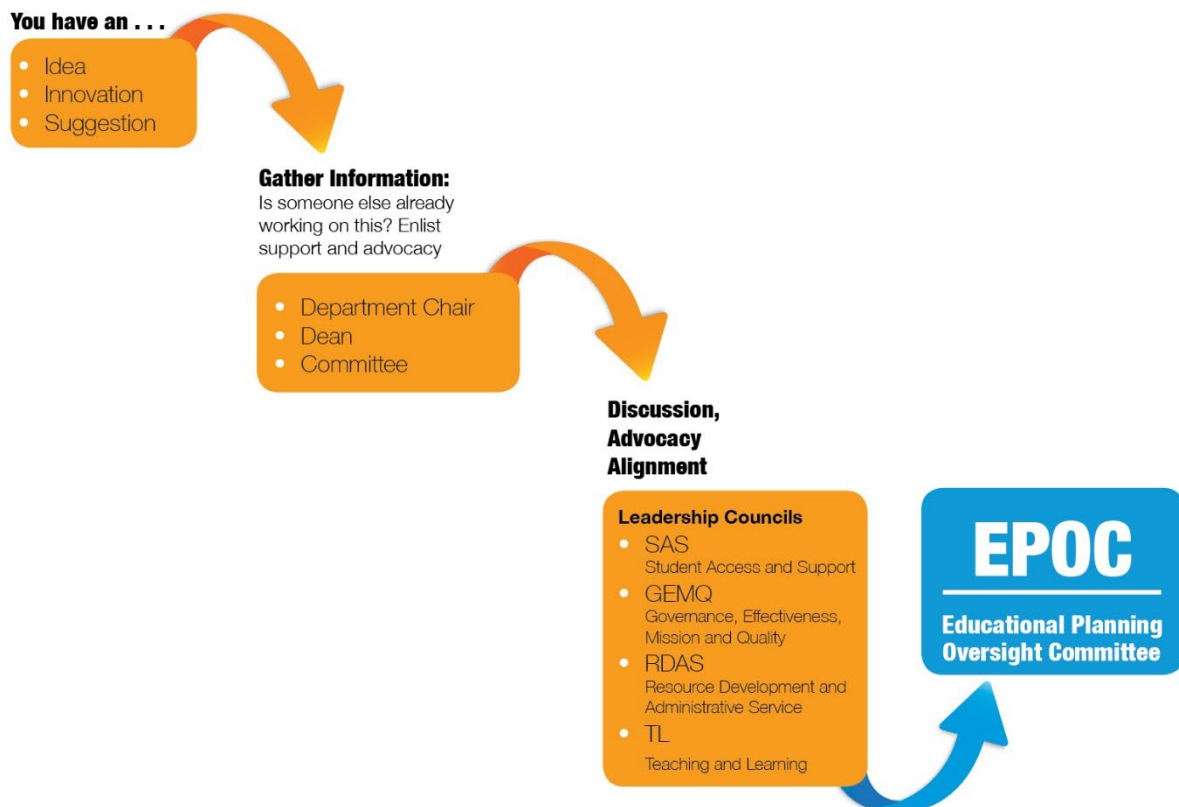 You have an . . .
• Idea
• Innovation
• Suggestion
Gather Information:
Is someone else already
working on this? Enlist
support and advocacy
• Department Chair
• Dean
• Committee
Discussion,
Advocacy
Alignment
Leadership Councils
• SAS
Student Access and Support
• GEMQ
Governance, Effectiveness,
Mission and Quality
• RDAS
Resource Development and
Administrative Service
• TL
Teaching and Learning
EPOC
Educational Planning
Oversight Committee